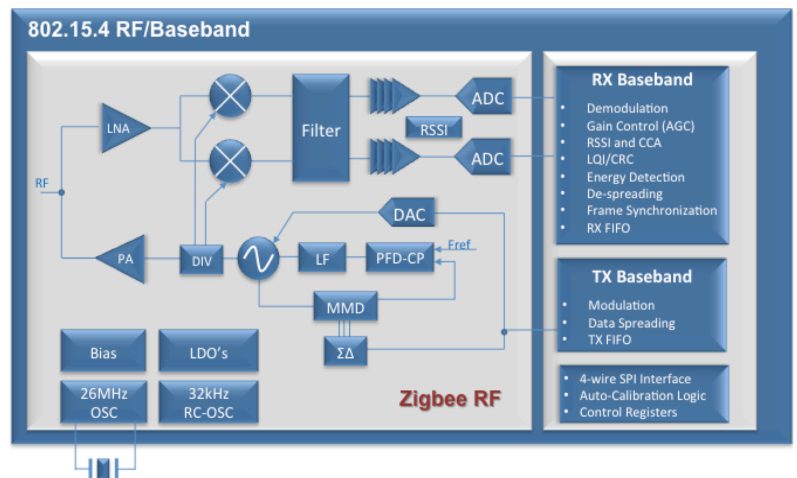 802.15.4 RF/Baseband
LNA
Filter
RSSI
ADC
ADC
RF
PA
DIV
LF
PFD-CP
Fref
DAC
MMD
ΣΔ
Bias
LDO's
26MHz
OSC
32kHz
RC-OSC
Zigbee RF
RX Baseband
• Demodulation
• Gain Control (AGC)
• RSSI and CCA
• LQI/CRC
• Energy Detection
• De-spreading
• Frame Synchronization
• RX FIFO
TX Baseband
• Modulation
• Data Spreading
• TX FIFO
• 4-wire SPI Interface
• Auto-Calibration Logic
• Control Registers